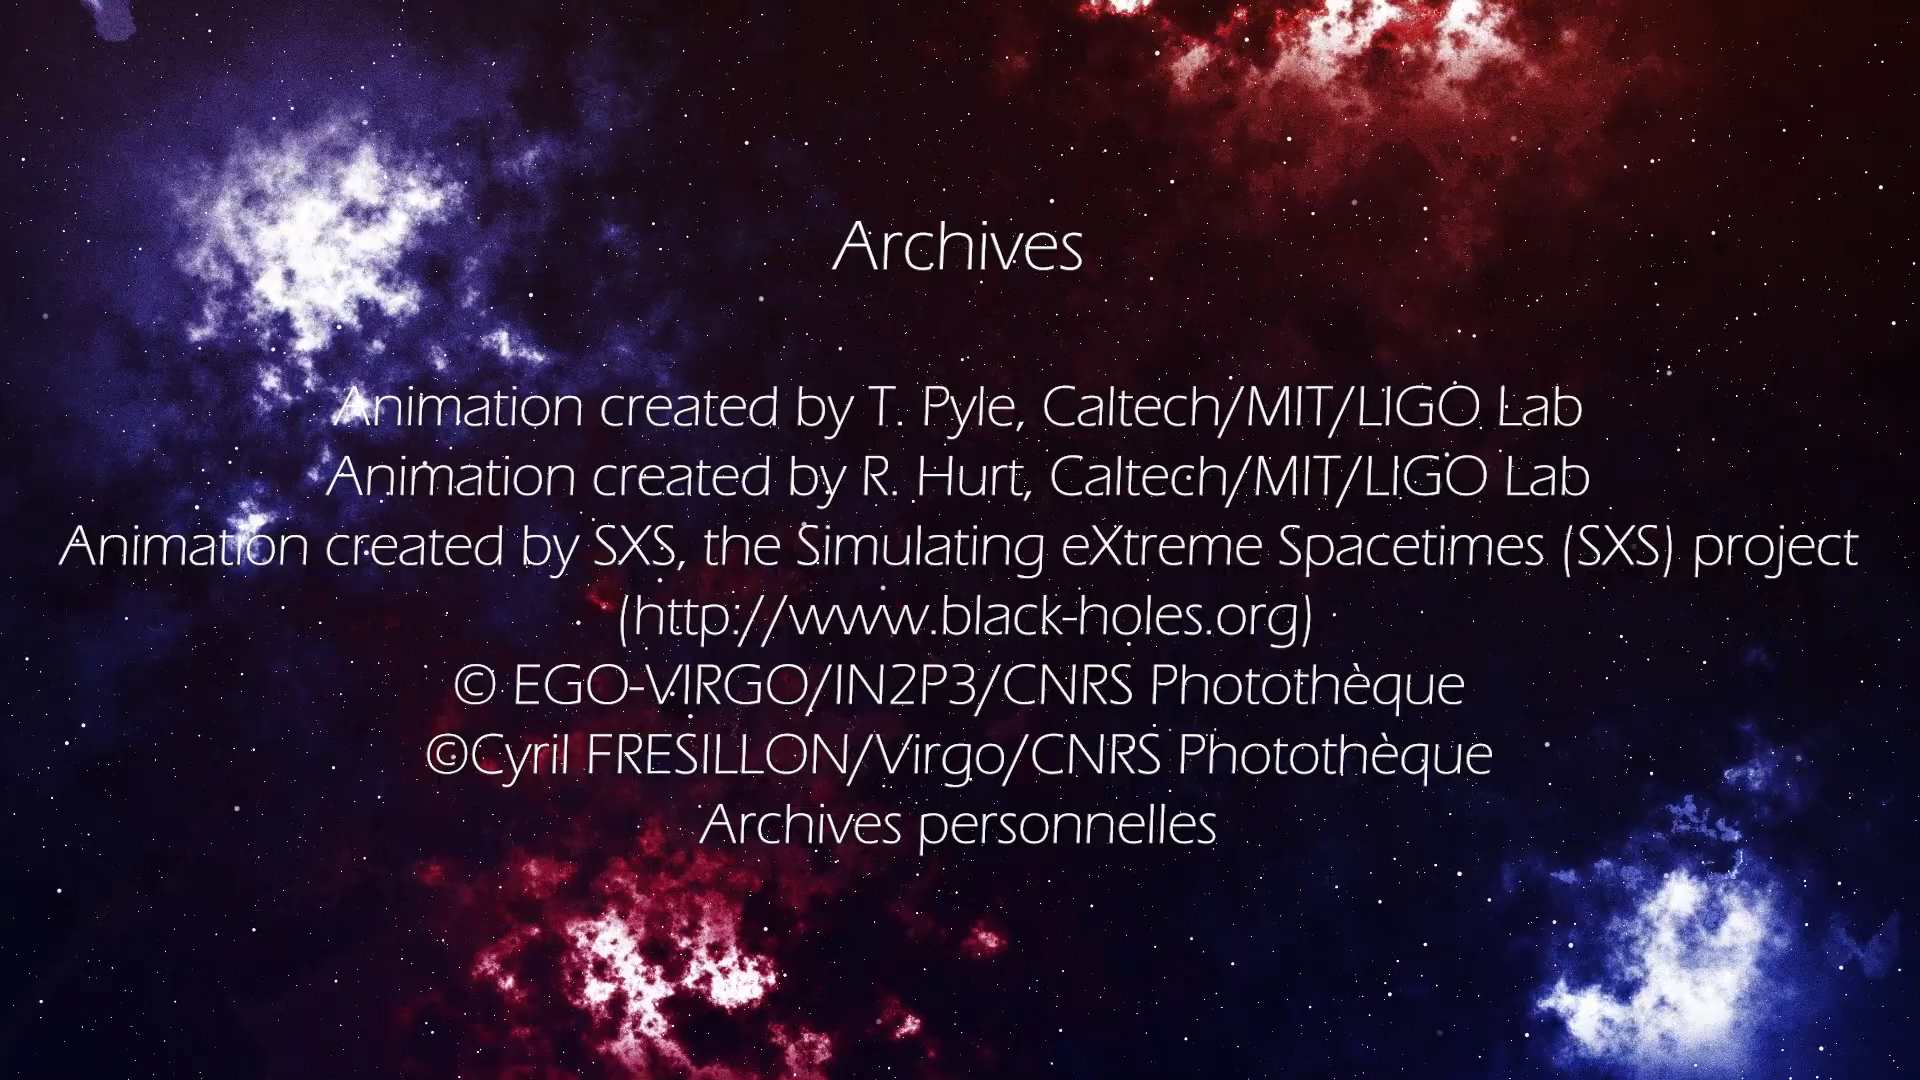 Archives
Animation created by T. Pyle, Caltech/MIT/LIGO Lab
Animation created by R. Hurt, Caltech/MIT/LIGO Lab
Animation created by SXS, the Simulating eXtreme Spacetimes (SXS) project
(http://www.black-holes.org)
© EGO-VIRGO/IN2P3/CNRS Photothèque
©Cyril FRESILLON/Virgo/CNRS Photothèque
Archives personnelles